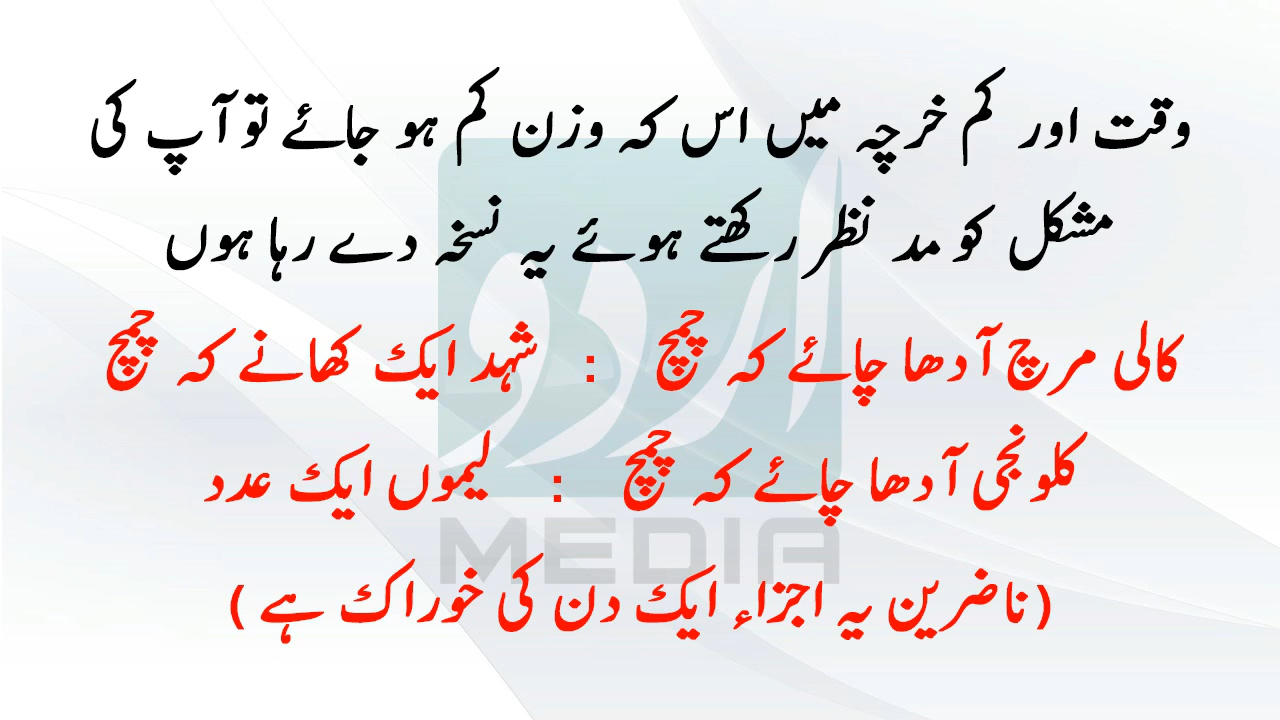 وقت اور کم خرچہ میں اس کہ وزن کم ہو جائے تو آپ کی
مشکل کو مد نظر رکھتے ہوئے یہ نسخہ دے رہا ہوں
کالی مرچ آدھا چائے کہ چمچ : شہد ایک کھانے کہ چمچ
کلونجی آدھا چائے کہ چمچ : لیموں ایک عدد
(ناضرین یہ اجزاء ایک دن کی خوراک ہے )
اردو
MEDIA